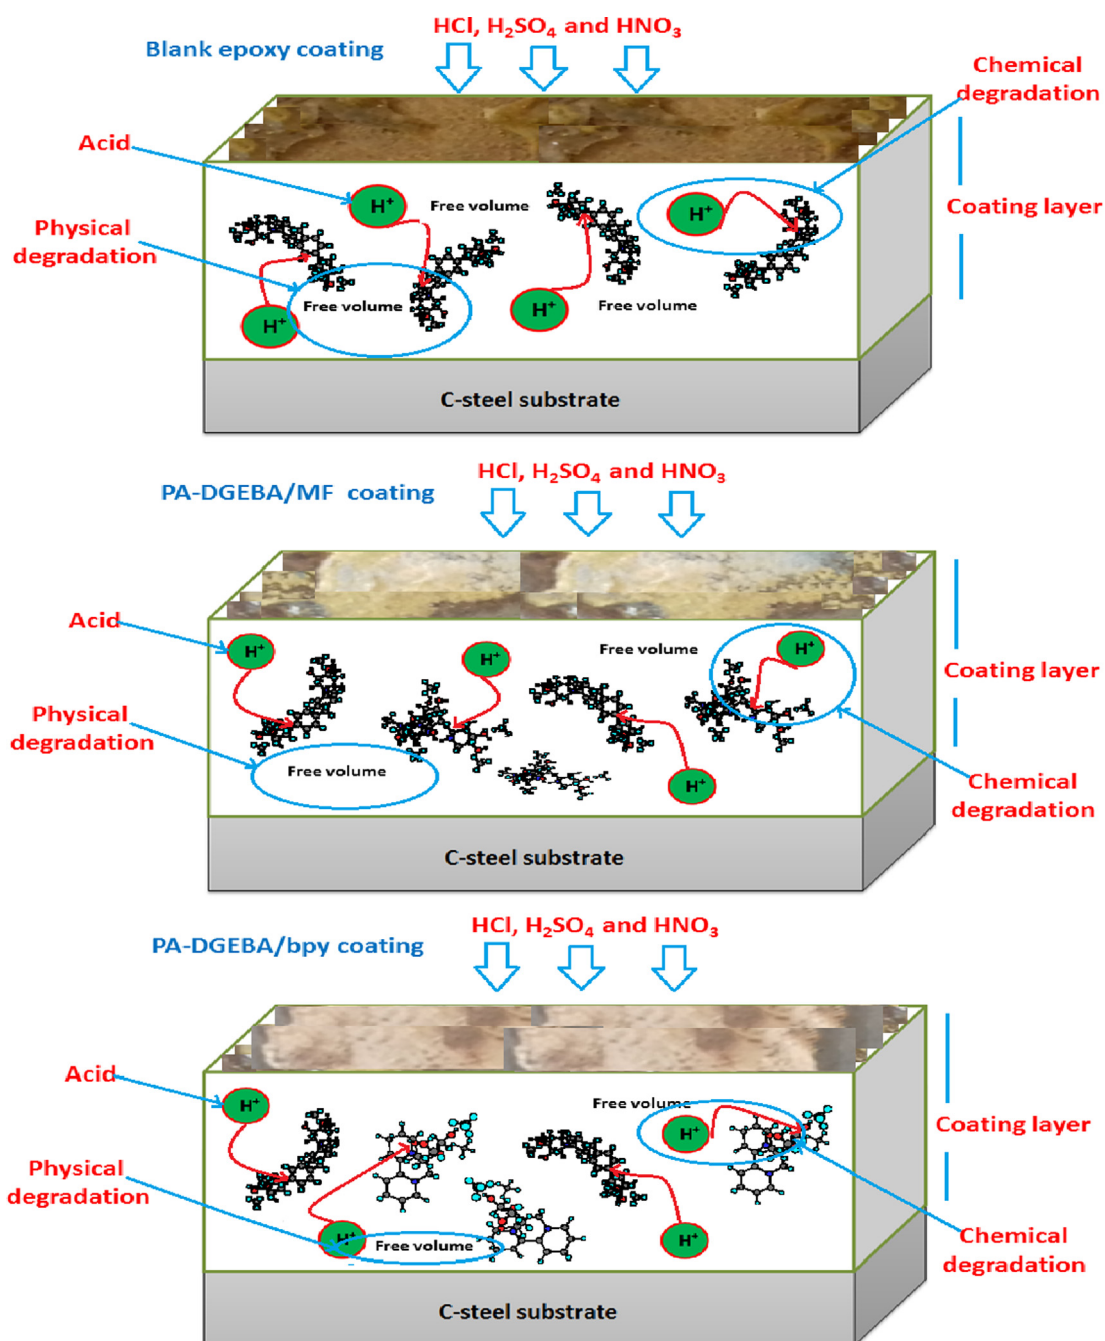 HCl, H₂SO₄ and HNO₃
Blank epoxy coating
Chemical
degradation
Acid
H⁺
Free volume
H⁺
Coating layer
Physical
degradation
Free volume
H⁺
H⁺
Free volume
C-steel substrate
HCl, H₂SO₄ and HNO₃
PA-DGEBA/MF coating
Acid
H⁺
H⁺
Free volume
H⁺
Coating layer
Physical
degradation
Free volume
H⁺
Chemical
degradation
C-steel substrate
HCl, H₂SO₄ and HNO₃
PA-DGEBA/bpy coating
Acid
H⁺
Free volume
H⁺
Coating layer
Physical
degradation
H⁺
Free volume
H⁺
Chemical
degradation
C-steel substrate